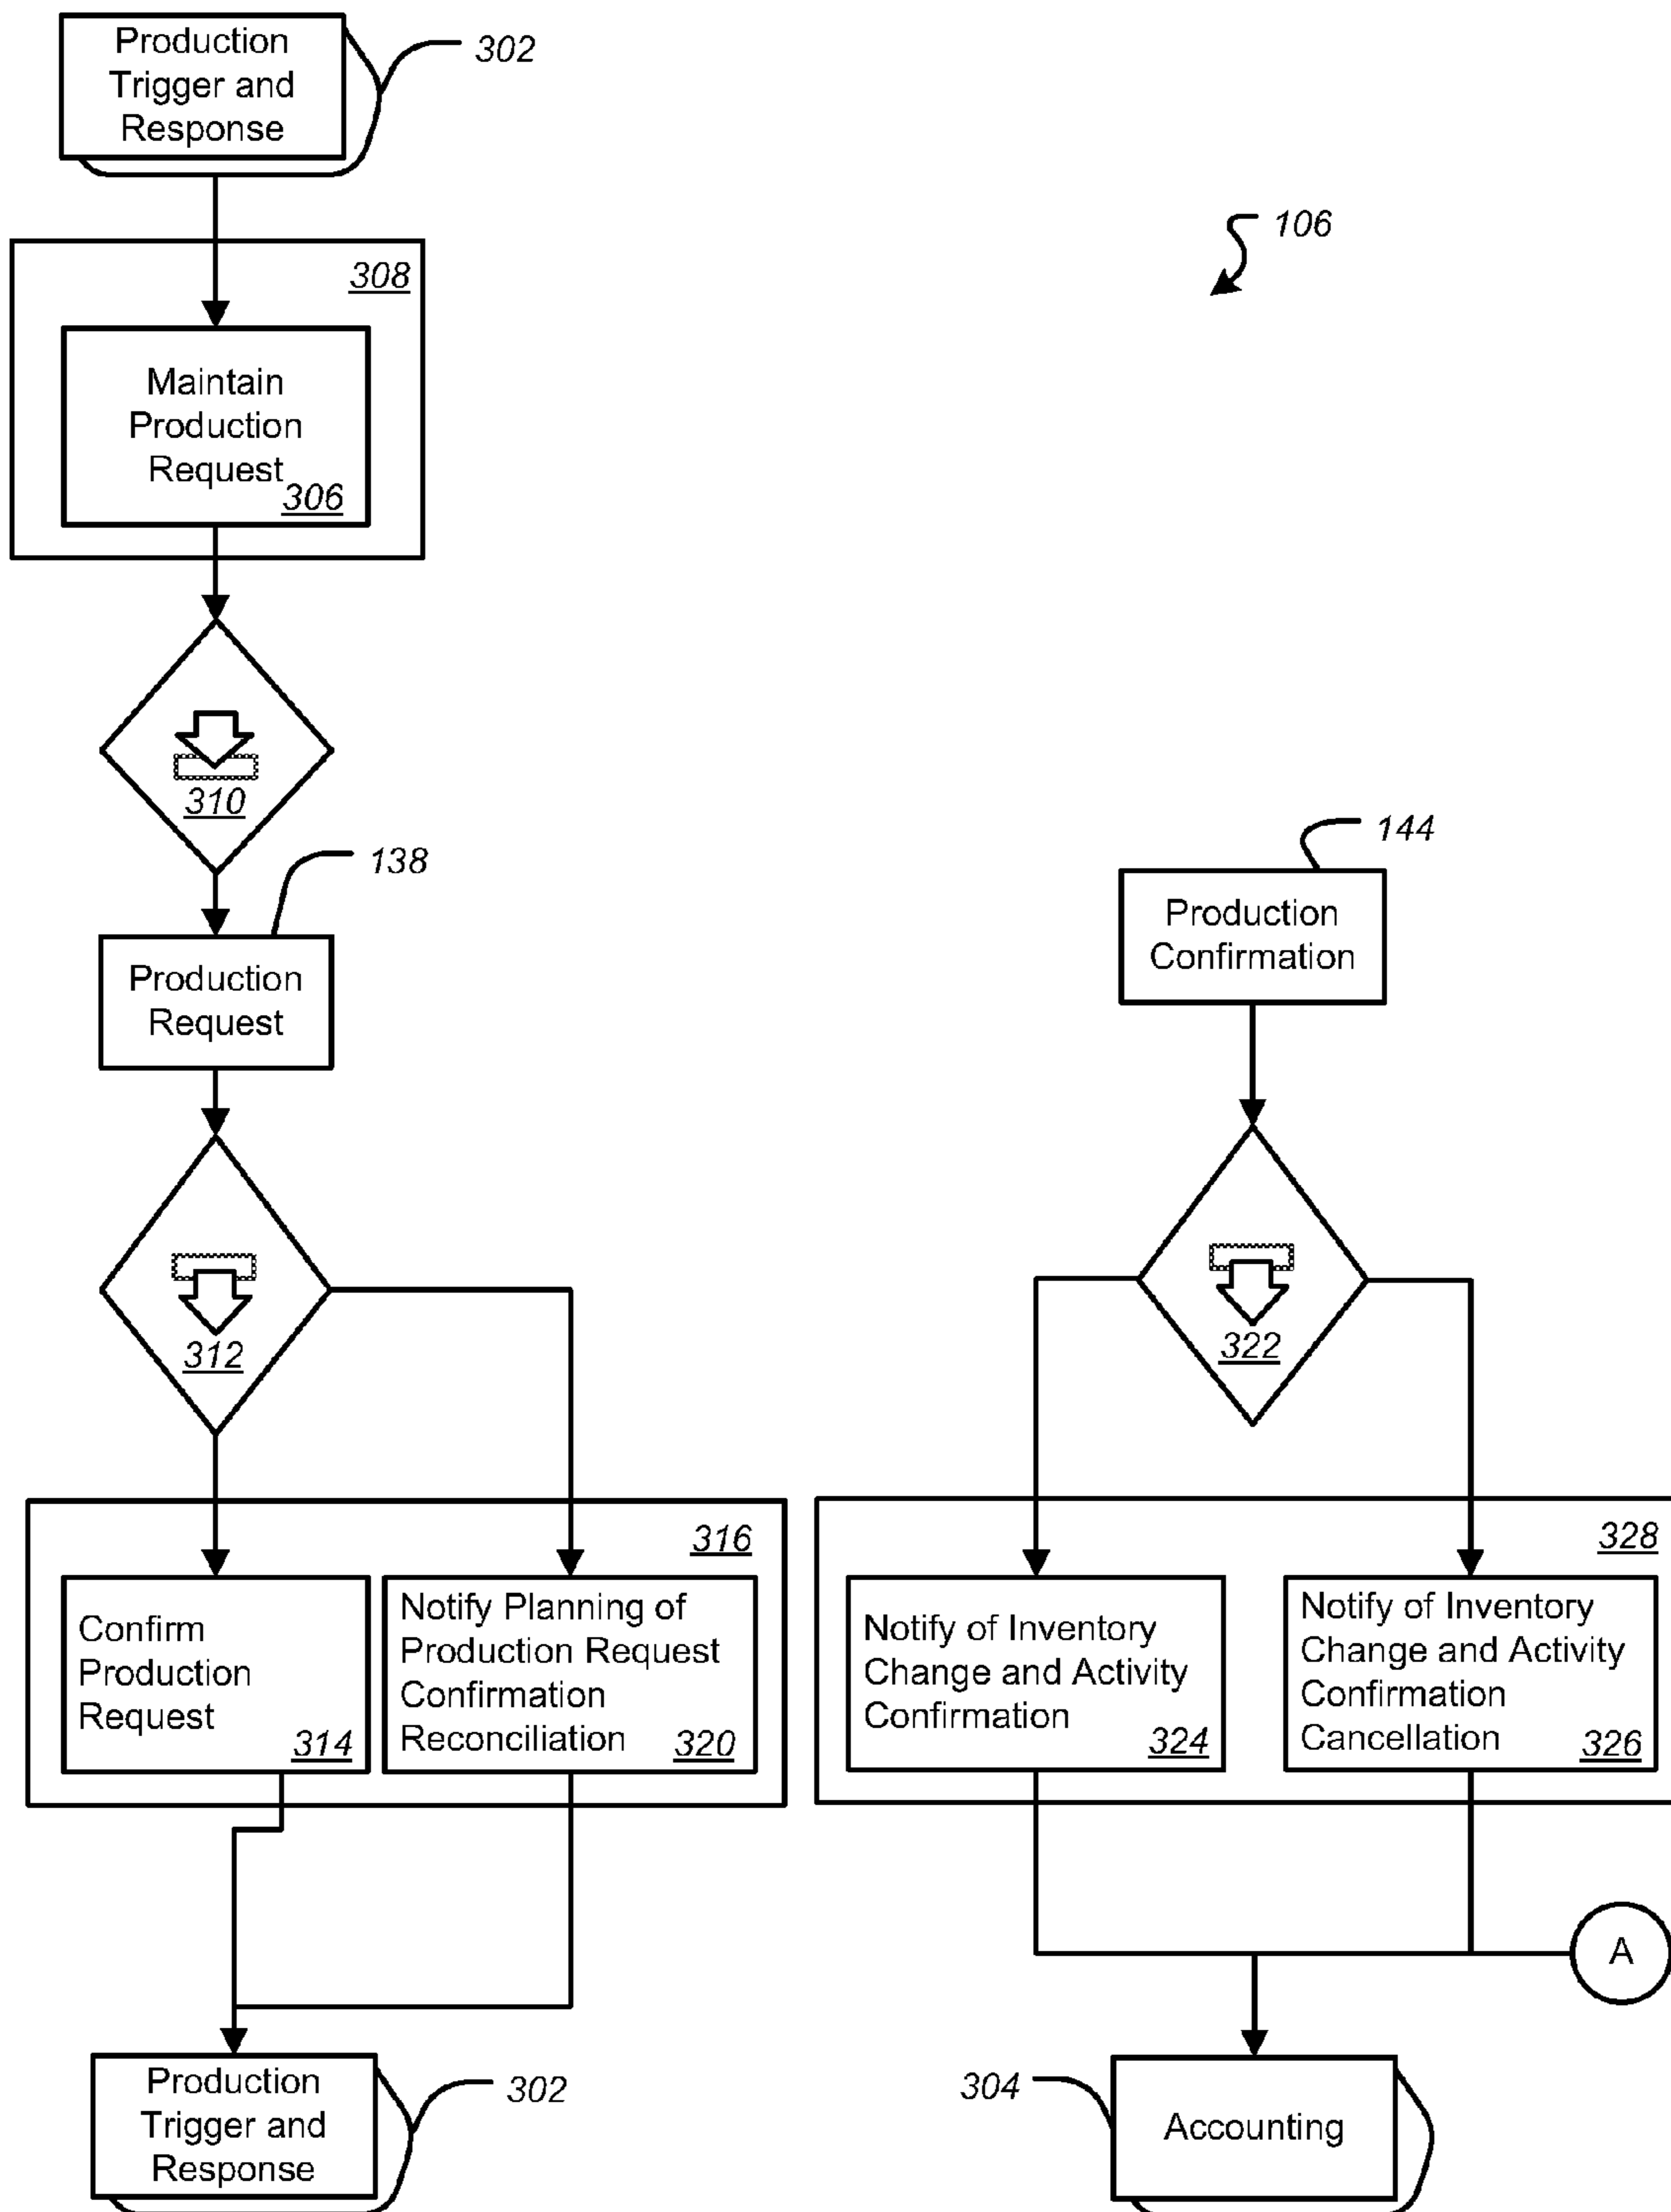 Production
Trigger and
Response
302
106
308
Maintain
Production
Request
306
310
138
Production
Request
312
316
Confirm
Production
Request
314
Notify Planning of
Production Request
Confirmation
Reconciliation
320
Production
Trigger and
Response
302
144
Production
Confirmation
322
328
Notify of Inventory
Change and Activity
Confirmation
324
Notify of Inventory
Change and Activity
Confirmation
Cancellation
326
A
304
Accounting